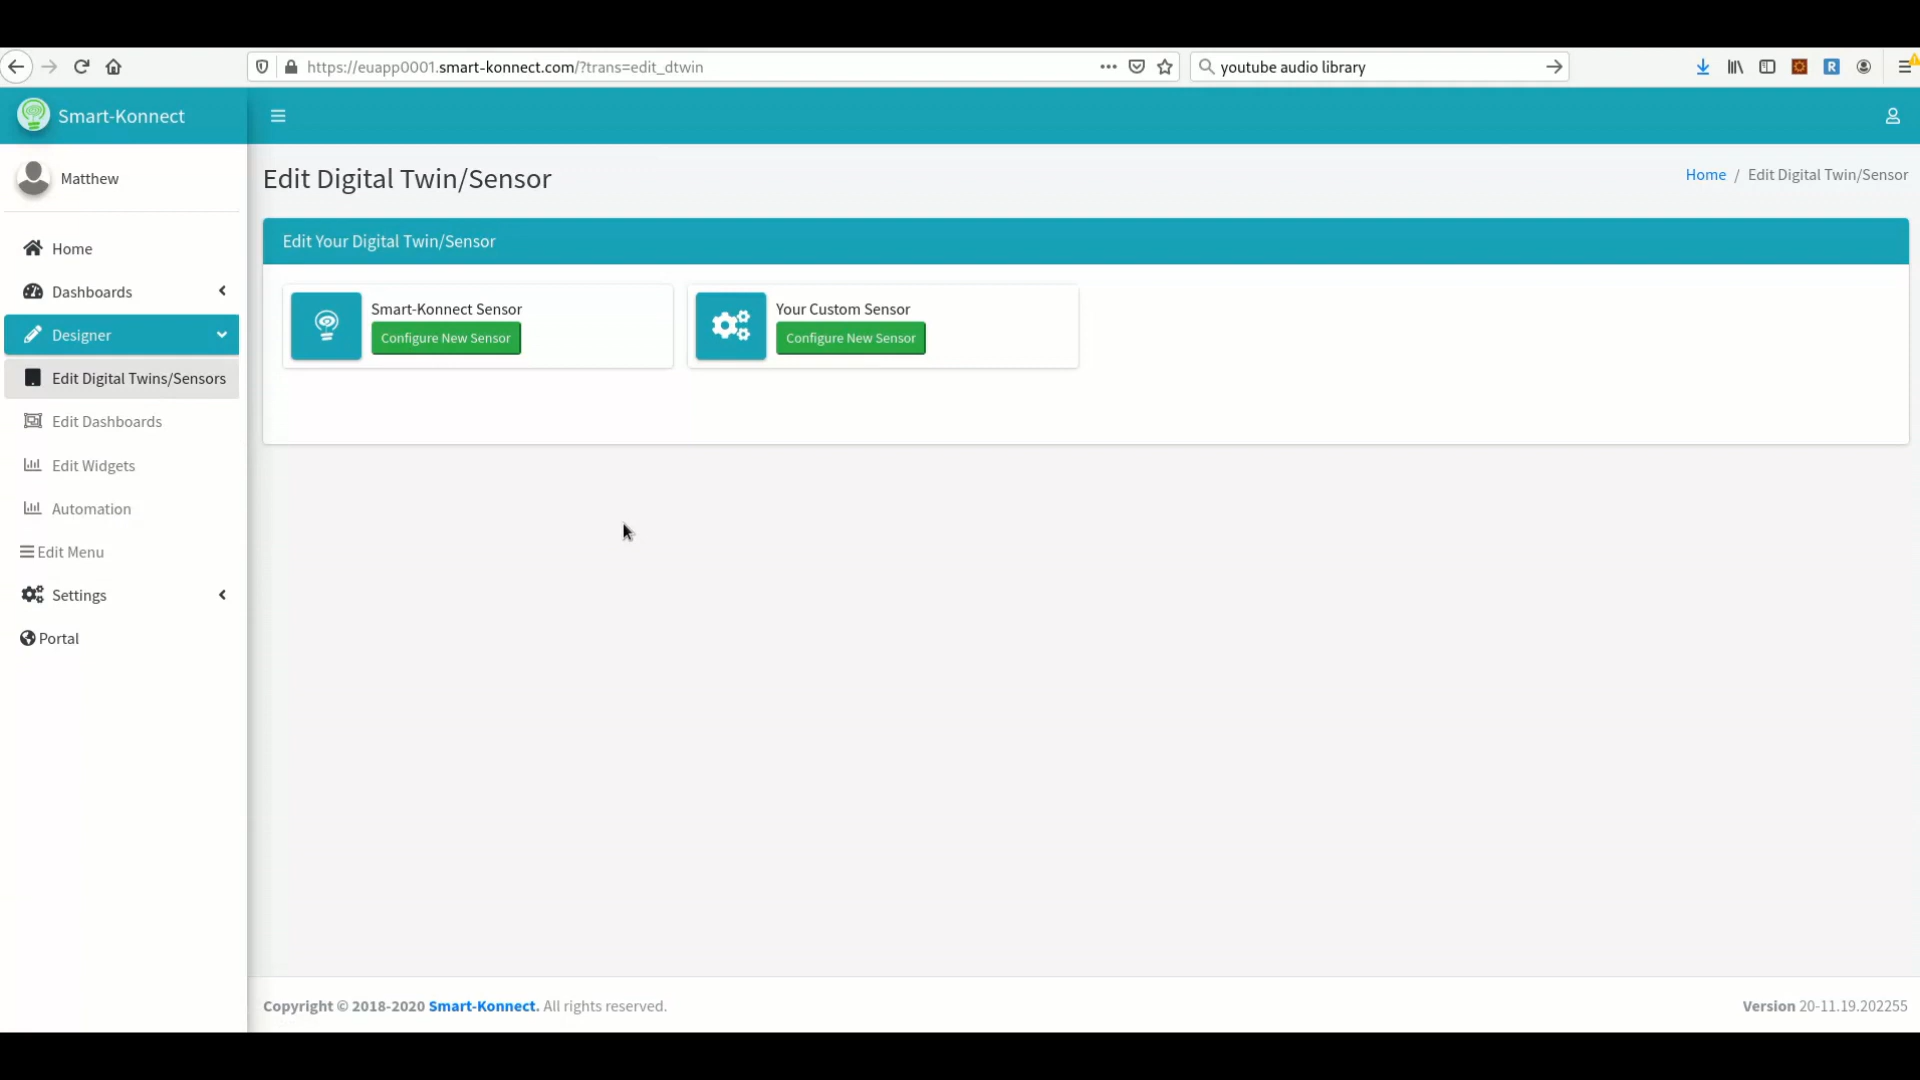 https://euapp0001.smart-konnect.com/?trans=edit_dtwin
youtube audio library
R
Smart-Konnect
Matthew
Home
Dashboards
Designer
Edit Digital Twins/Sensors
Edit Dashboards
Edit Widgets
Automation
Edit Menu
Settings
Portal
Edit Digital Twin/Sensor
Home / Edit Digital Twin/Sensor
Edit Your Digital Twin/Sensor
Smart-Konnect Sensor
Configure New Sensor
Your Custom Sensor
Configure New Sensor
Copyright © 2018-2020 Smart-Konnect. All rights reserved.
Version 20-11.19.202255